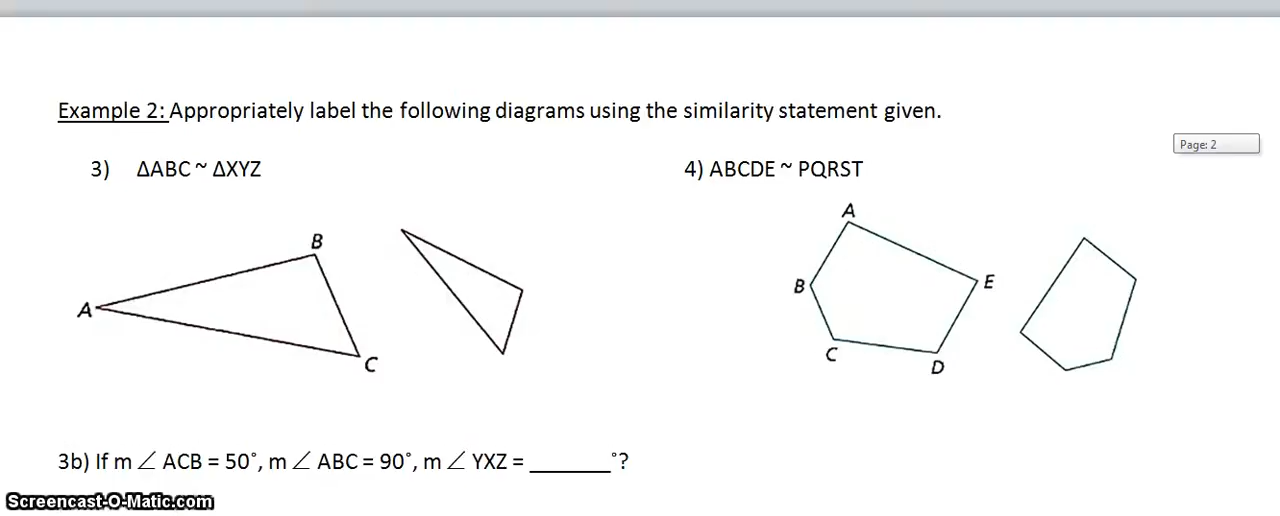 Example 2: Appropriately label the following diagrams using the similarity statement given.
Page: 2
3) ΔABC ~ ΔXYZ
4) ABCDE ~ PQRST
A
B
C
A
B
C
D
E
3b) If m ∠ ACB = 50˚, m ∠ ABC = 90˚, m ∠ YXZ = _______˚?
Screencast-O-Matic.com